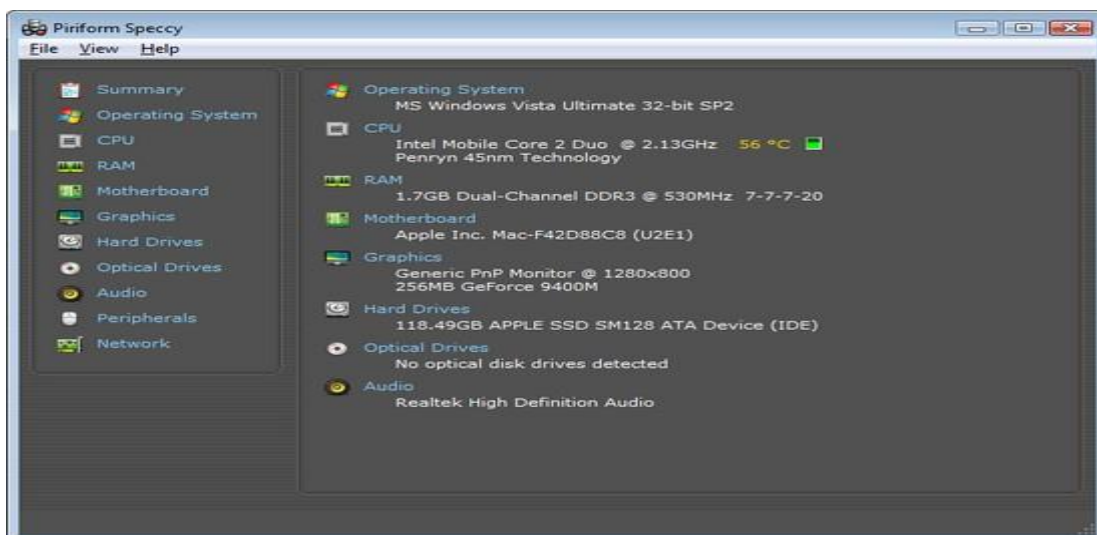 Piriform Speccy
File View Help
Summary
Operating System
CPU
RAM
Motherboard
Graphics
Hard Drives
Optical Drives
Audio
Peripherals
Network
Operating System
MS Windows Vista Ultimate 32-bit SP2
CPU
Intel Mobile Core 2 Duo @ 2.13GHz 56 °C
Penryn 45nm Technology
RAM
1.7GB Dual-Channel DDR3 @ 530MHz 7-7-7-20
Motherboard
Apple Inc. Mac-F42D88C8 (U2E1)
Graphics
Generic PnP Monitor @ 1280x800
256MB GeForce 9400M
Hard Drives
118.49GB APPLE SSD SM128 ATA Device (IDE)
Optical Drives
No optical disk drives detected
Audio
Realtek High Definition Audio